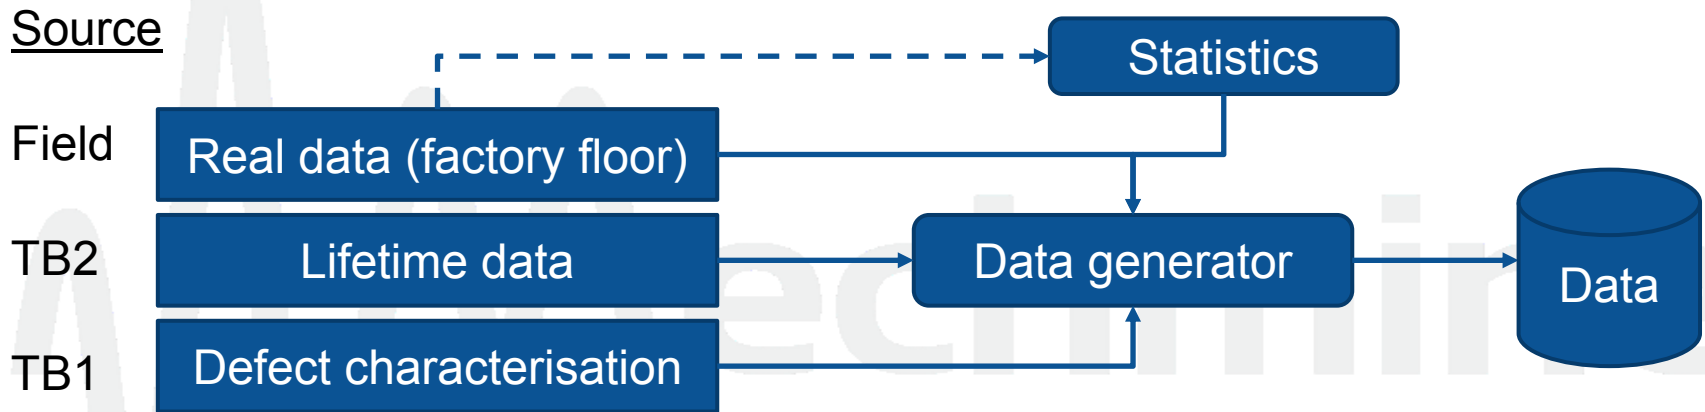 Source
Statistics
Field
Real data (factory floor)
TB2
Lifetime data
Data generator
Data
TB1
Defect characterisation